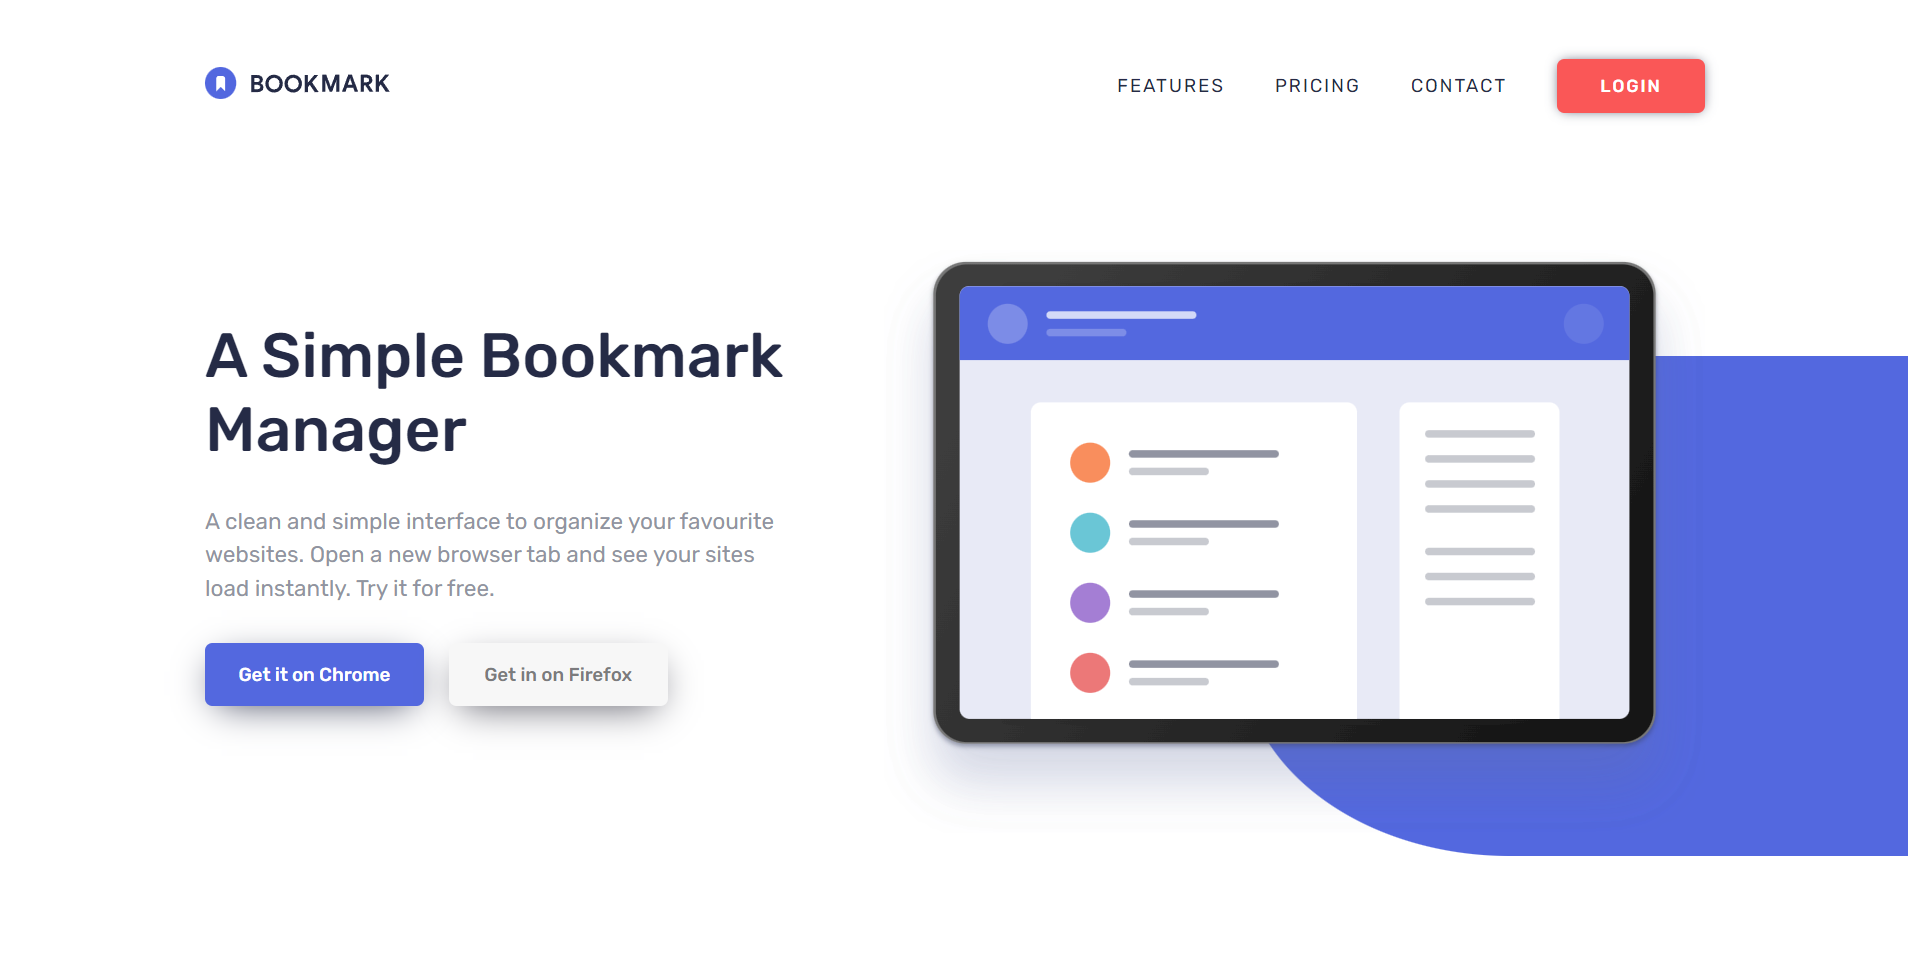 BOOKMARK
FEATURES PRICING CONTACT LOGIN
A Simple Bookmark
Manager
A clean and simple interface to organize your favourite
websites. Open a new browser tab and see your sites
load instantly. Try it for free.
Get it on Chrome Get in on Firefox